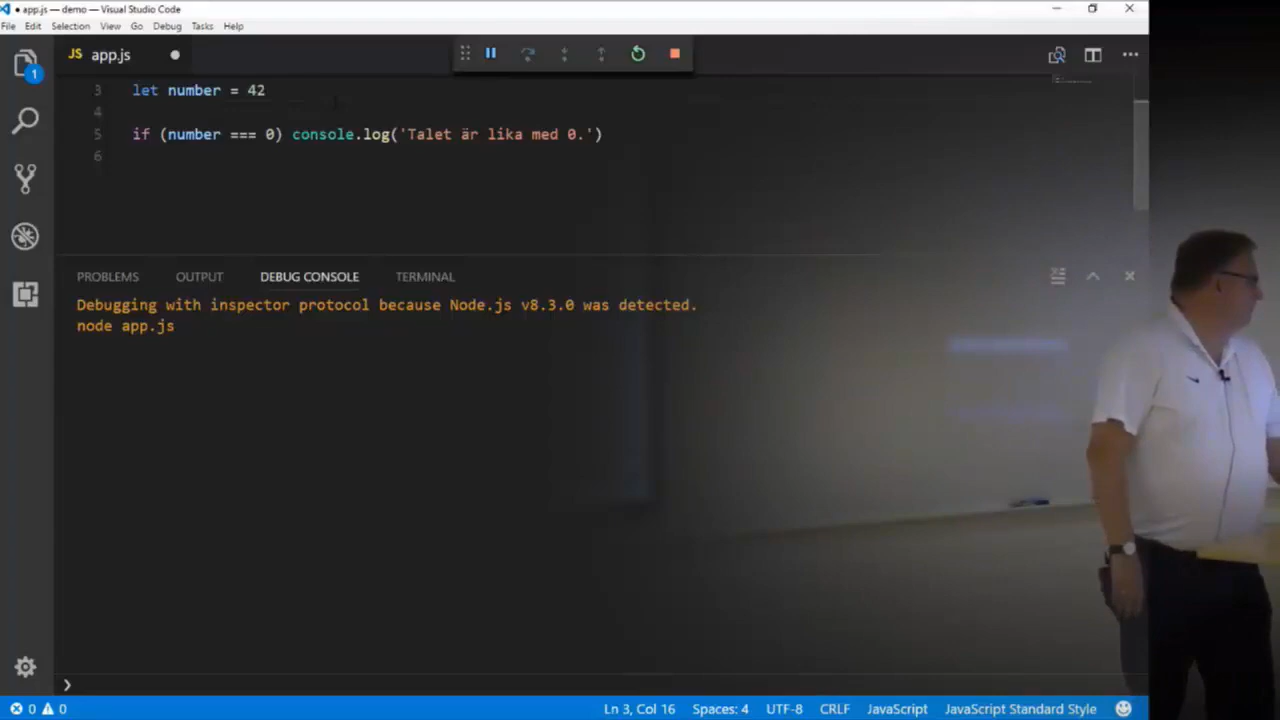 ● app.js — demo — Visual Studio Code
File Edit Selection View Go Debug Tasks Help
1
JS app.js
3 let number = 42
4
5 if (number === 0) console.log('Talet är lika med 0.')
6
PROBLEMS OUTPUT DEBUG CONSOLE TERMINAL
Debugging with inspector protocol because Node.js v8.3.0 was detected.
node app.js
0 0 Ln 3, Col 16 Spaces: 4 UTF-8 CRLF JavaScript JavaScript Standard Style